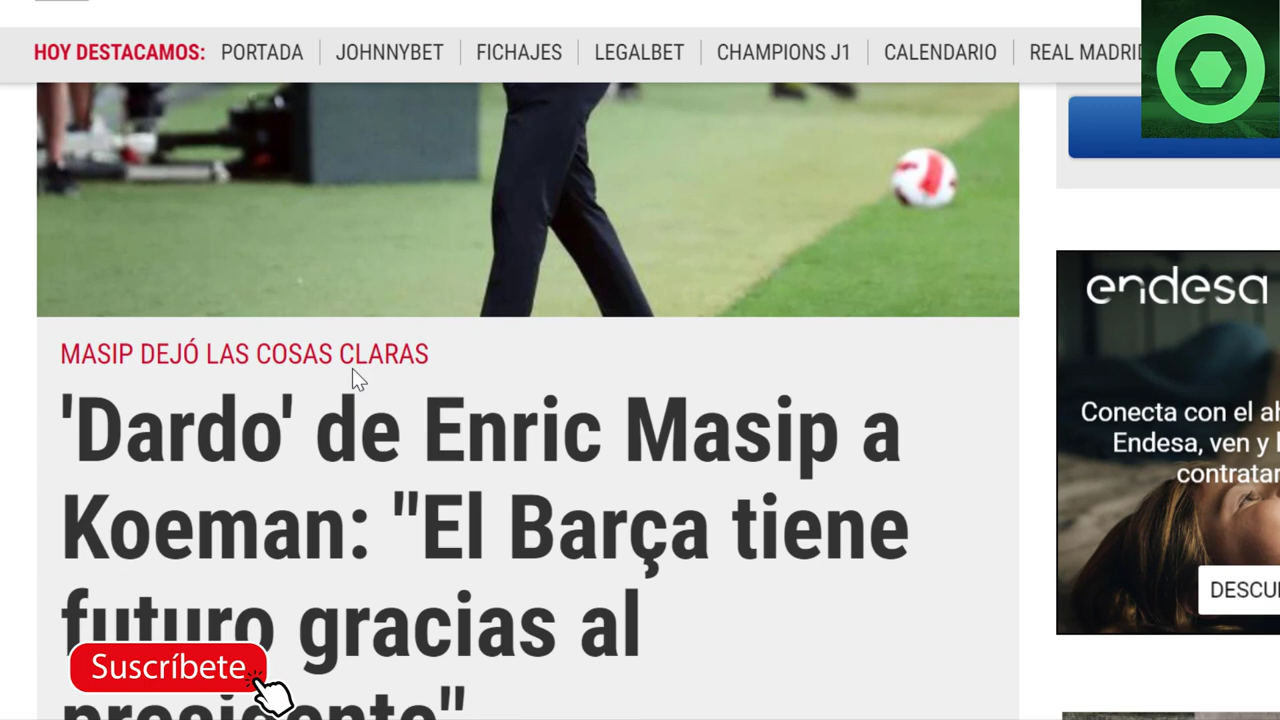 HOY DESTACAMOS: PORTADA JOHNNYBET FICHAJES LEGALBET CHAMPIONS J1 CALENDARIO REAL MADRID
endesa
MASIP DEJÓ LAS COSAS CLARAS
'Dardo' de Enric Masip a
Koeman: "El Barça tiene
futuro gracias al
presidente"
Suscríbete
Conecta con el
Endesa, ven y
contratar
DESCU